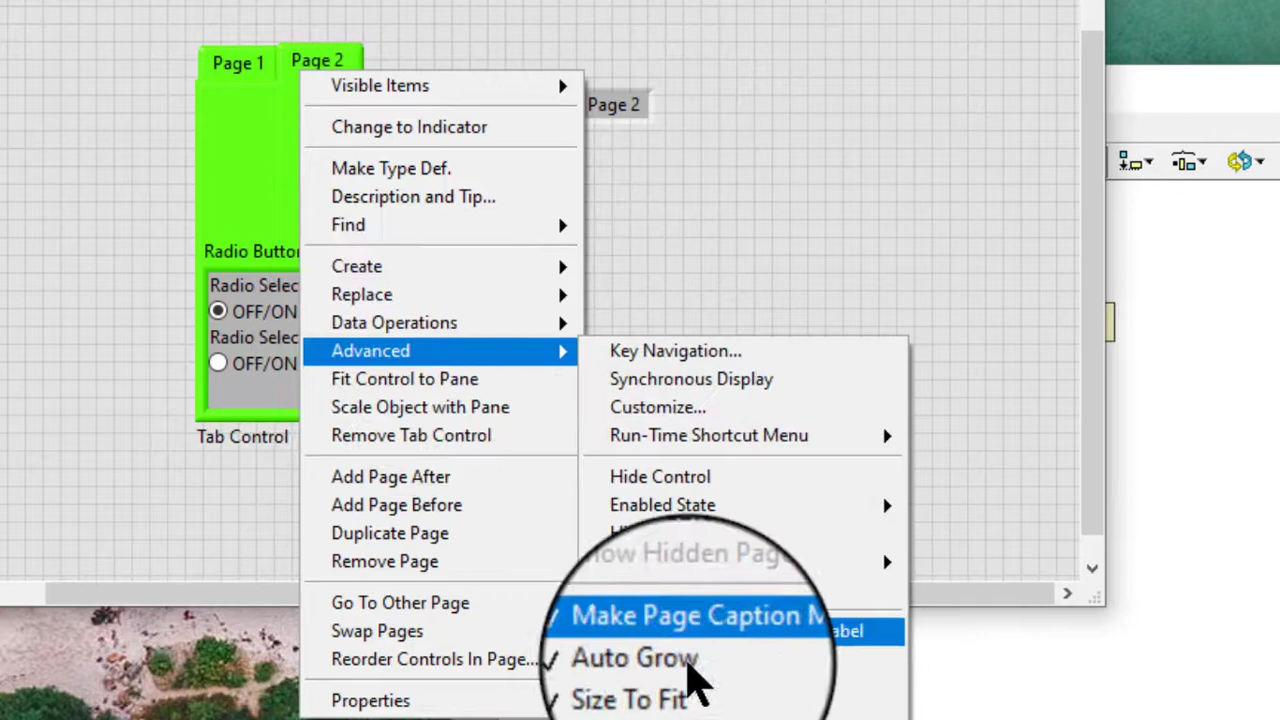 Page 1
Page 2
Page 2
Radio Button
Radio Selec
OFF/ON
Radio Selec
OFF/ON
Tab Control
Visible Items
Change to Indicator
Make Type Def.
Description and Tip...
Find
Create
Replace
Data Operations
Advanced
Fit Control to Pane
Scale Object with Pane
Remove Tab Control
Add Page After
Add Page Before
Duplicate Page
Remove Page
Go To Other Page
Swap Pages
Reorder Controls In Page...
Properties
Key Navigation...
Synchronous Display
Customize...
Run-Time Shortcut Menu
Hide Control
Enabled State
ow Hidden Pag
Make Page Caption M abel
Auto Grow
Size To Fit